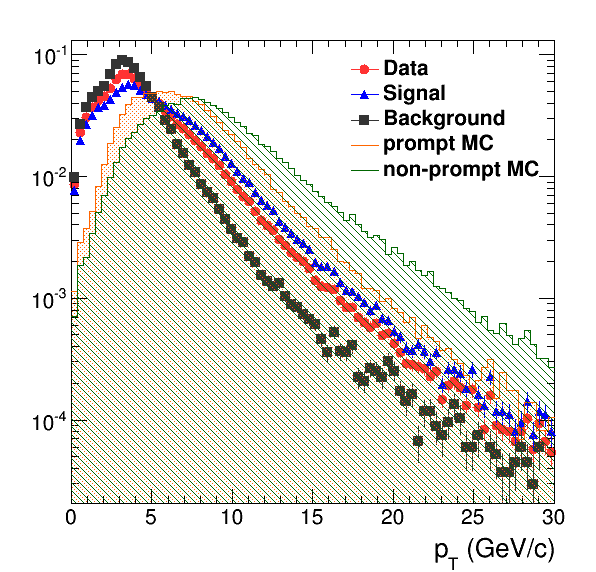 10⁻¹
Data
Signal
Background
prompt MC
non-prompt MC
10⁻²
10⁻³
10⁻⁴
0 5 10 15 20 25 30
p_T (GeV/c)